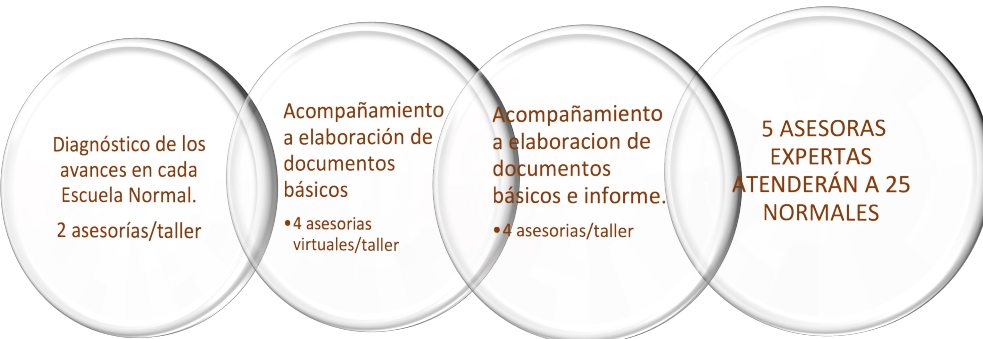 Diagnóstico de los
avances en cada
Escuela Normal.
2 asesorías/taller
Acompañamiento
a elaboración de
documentos
básicos
•4 asesorias
virtuales/taller
Acompañamiento
a elaboracion de
documentos
básicos e informe.
•4 asesorias/taller
5 ASESORAS
EXPERTAS
ATENDERÁN A 25
NORMALES